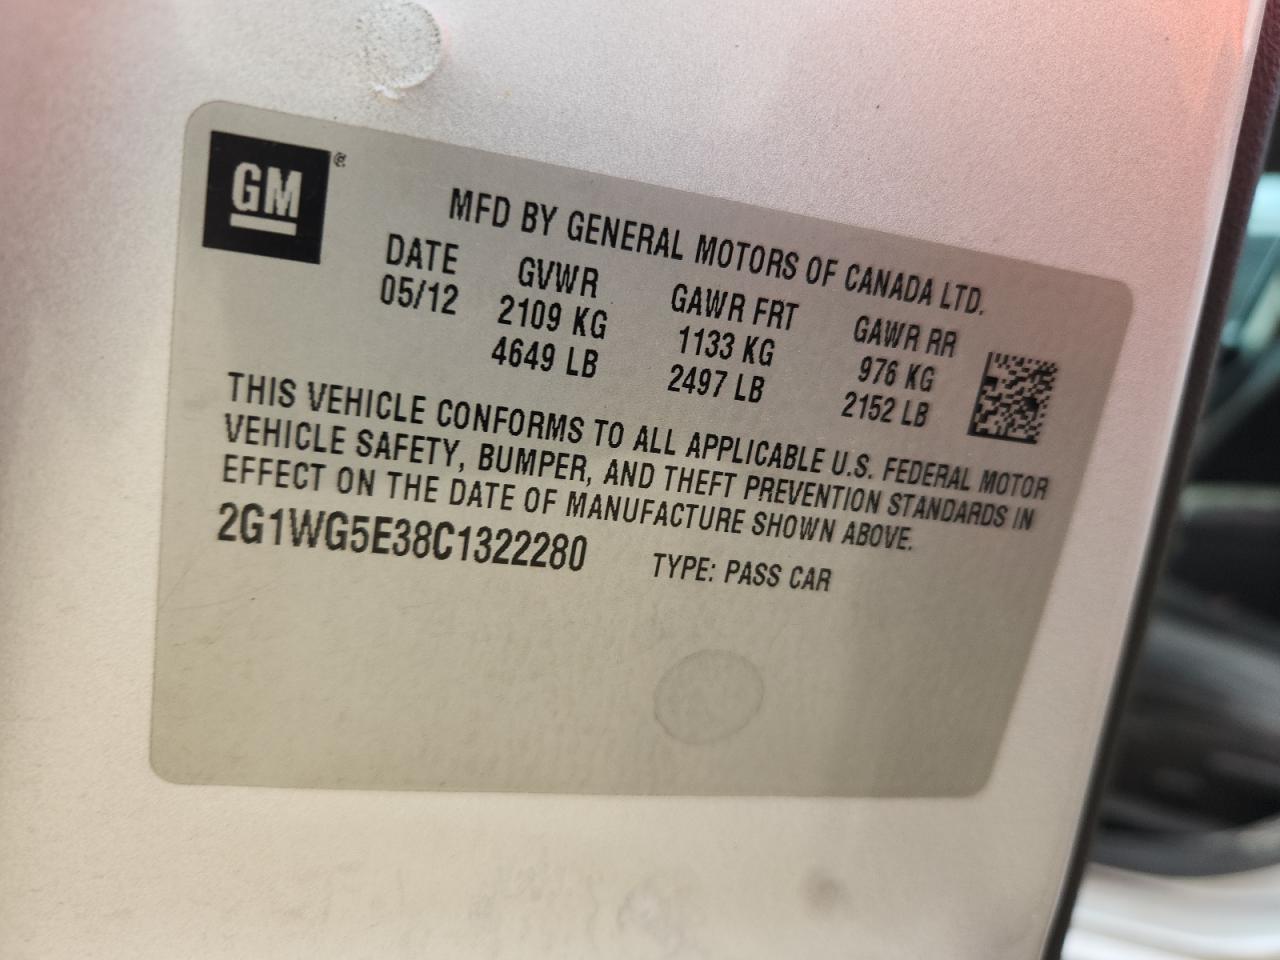 GM®
MFD BY GENERAL MOTORS OF CANADA LTD.
DATE GVWR GAWR FRT GAWR RR
05/12 2109 KG 1133 KG 976 KG
4649 LB 2497 LB 2152 LB
THIS VEHICLE CONFORMS TO ALL APPLICABLE U.S. FEDERAL MOTOR
VEHICLE SAFETY, BUMPER, AND THEFT PREVENTION STANDARDS IN
EFFECT ON THE DATE OF MANUFACTURE SHOWN ABOVE.
2G1WG5E38C1322280 TYPE: PASS CAR